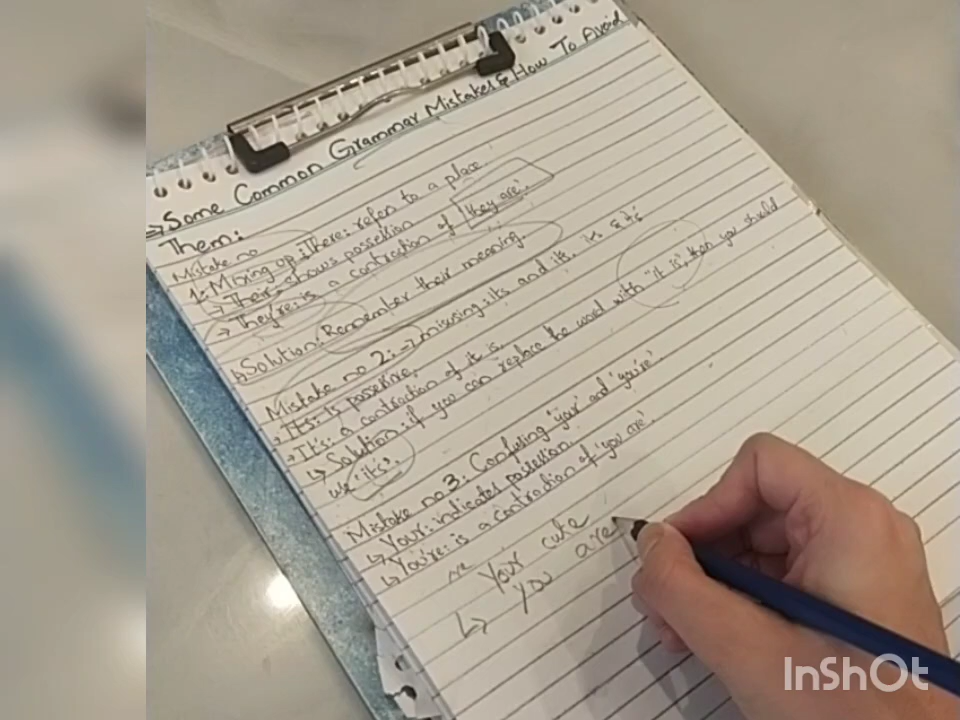 → Some Common Grammar Mistakes & How To Avoid
Them:
Mistake no
1: Mixing up: There: refers to a place.
→ Their: shows possession
→ They're: is a contraction of 'they are'.
↳ Solution: Remember their meaning.
Mistake no 2: → misusing: its and it's. its & it's
→ It's: Is possesive.
→ It's: a contraction of it is.
↳ Solution: if you can replace the word with "it is", then you should
use "its".
Mistake no 3: Confusing 'your' and 'you're'.
↳ Your: indicates possession.
↳ You're: is a contraction of 'you are'.
Your cute
↳ you are
InShOt